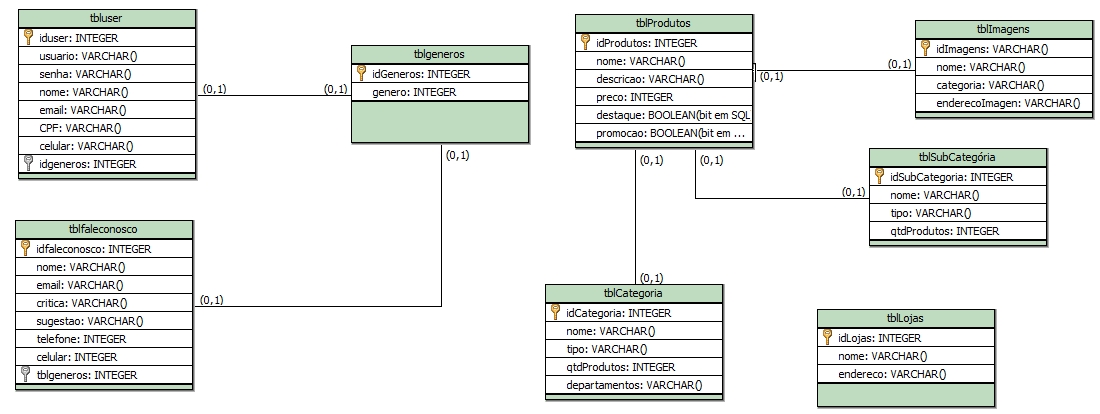 tbluser
iduser: INTEGER
usuario: VARCHAR()
senha: VARCHAR()
nome: VARCHAR()
email: VARCHAR()
CPF: VARCHAR()
celular: VARCHAR()
idgeneros: INTEGER
(0,1)
(0,1)
tblgeneros
idGeneros: INTEGER
genero: INTEGER
(0,1)
tblfaleconosco
idfaleconosco: INTEGER
nome: VARCHAR()
email: VARCHAR()
critica: VARCHAR()
sugestao: VARCHAR()
telefone: INTEGER
celular: INTEGER
tblgeneros: INTEGER
(0,1)
tblProdutos
idProdutos: INTEGER
nome: VARCHAR()
descricao: VARCHAR()
preco: INTEGER
destaque: BOOLEAN(bit em SQL
promocao: BOOLEAN(bit em ...
(0,1)
(0,1)
(0,1)
(0,1)
tblImagens
idImagens: VARCHAR()
nome: VARCHAR()
categoria: VARCHAR()
enderecoImagen: VARCHAR()
(0,1)
tblSubCategória
idSubCategoria: INTEGER
nome: VARCHAR()
tipo: VARCHAR()
qtdProdutos: INTEGER
(0,1)
tblCategoria
idCategoria: INTEGER
nome: VARCHAR()
tipo: VARCHAR()
qtdProdutos: INTEGER
departamentos: VARCHAR()
tblLojas
idLojas: INTEGER
nome: VARCHAR()
endereco: VARCHAR()